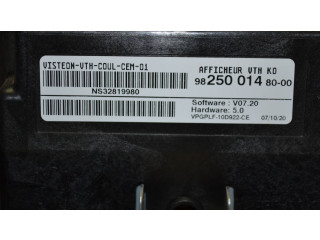 VISTEON-VTH-COUL-CEM-01
AFFICHEUR VTH KO
98 250 014 80-00
NS32819980
Software : V07.20
Hardware: 5.0
VPGPLF-10D922-CE 07/10/20